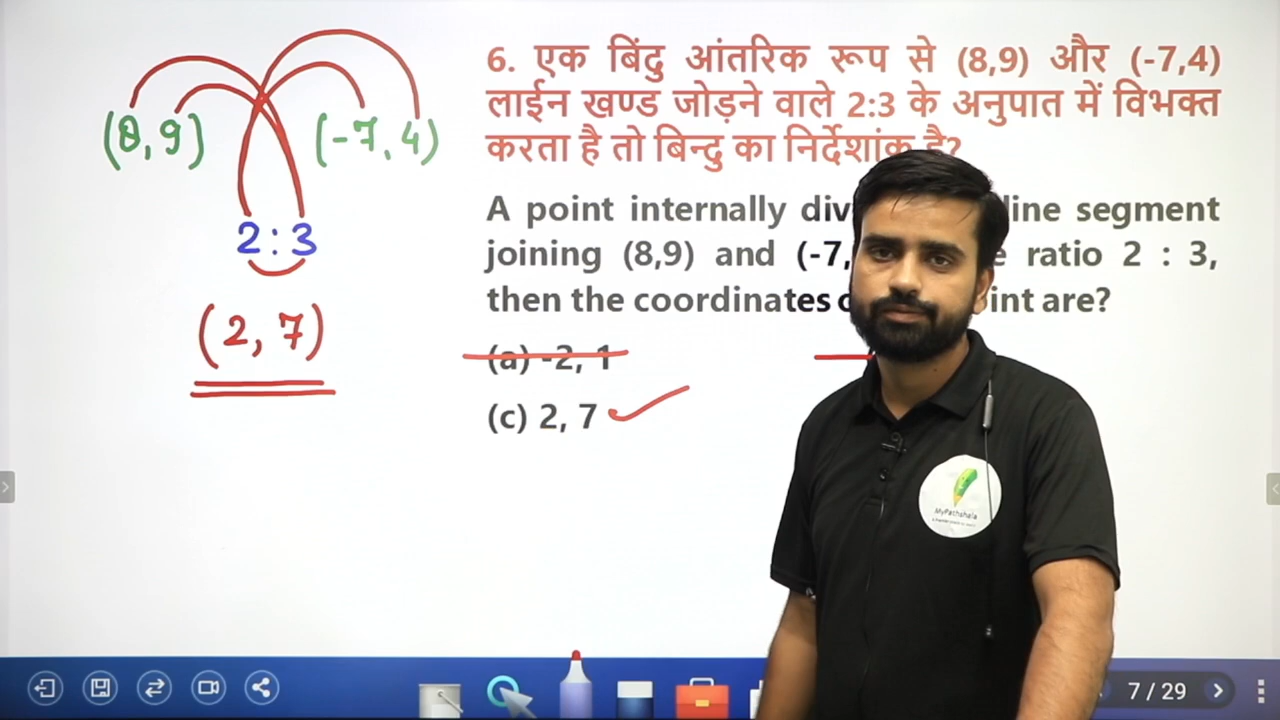 (8, 9)
(-7, 4)
2 : 3
(2, 7)
6. एक बिंदु आंतरिक रूप से (8,9) और (-7,4)
लाईन खण्ड जोड़ने वाले 2:3 के अनुपात में विभक्त
करता है तो बिन्दु का निर्देशांक है?
A point internally line segment
joining (8,9) and (-7, ratio 2 : 3,
then the coordinates are?
(a) -2, 1
(c) 2, 7
MyPathshala
7 / 29